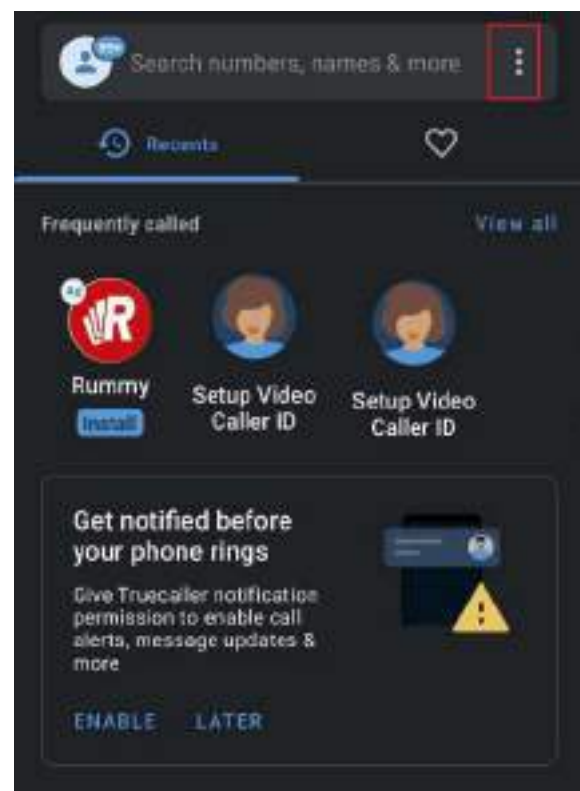 99+
Search numbers, names & more
Recents
Frequently called
View all
Ad
R
Rummy
Install
Setup Video
Caller ID
Setup Video
Caller ID
Get notified before
your phone rings
Give Truecaller notification
permission to enable call
alerts, message updates &
more
ENABLE
LATER